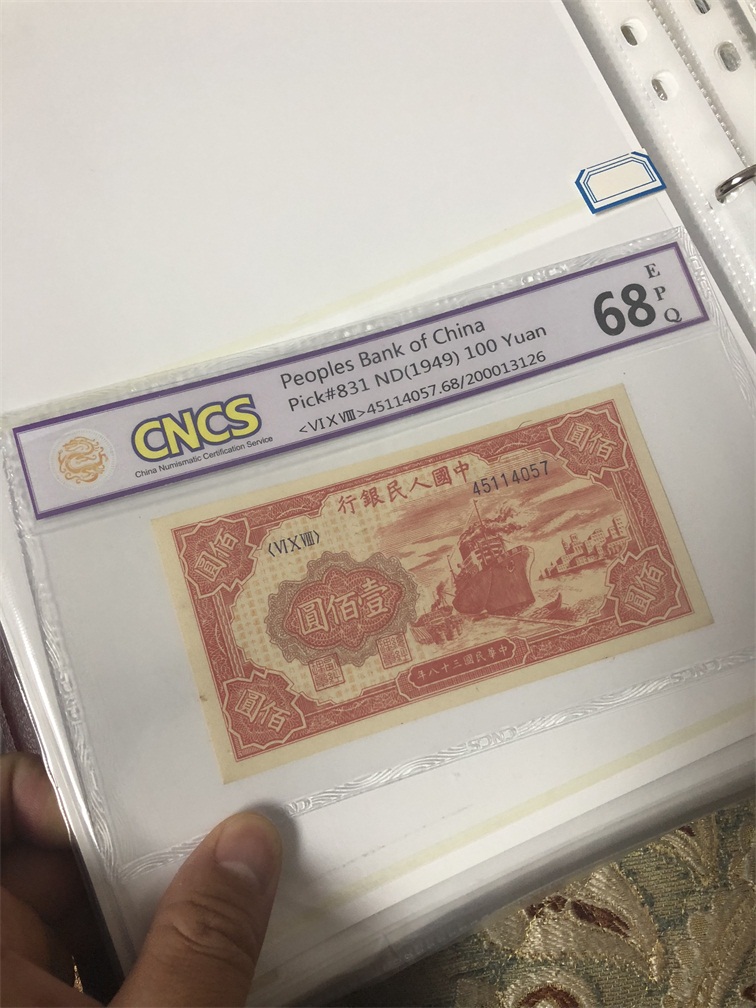 CNCS
China Numismatic Certification Service
Peoples Bank of China
Pick#831 ND(1949) 100 Yuan
<VI X VIII>45114057.68/200013126
68
EPQ
中國人民銀行
45114057
<VI X VIII>
佰圓
佰圓
壹佰圓
佰圓
佰圓
中華民國三十八年
CNCS